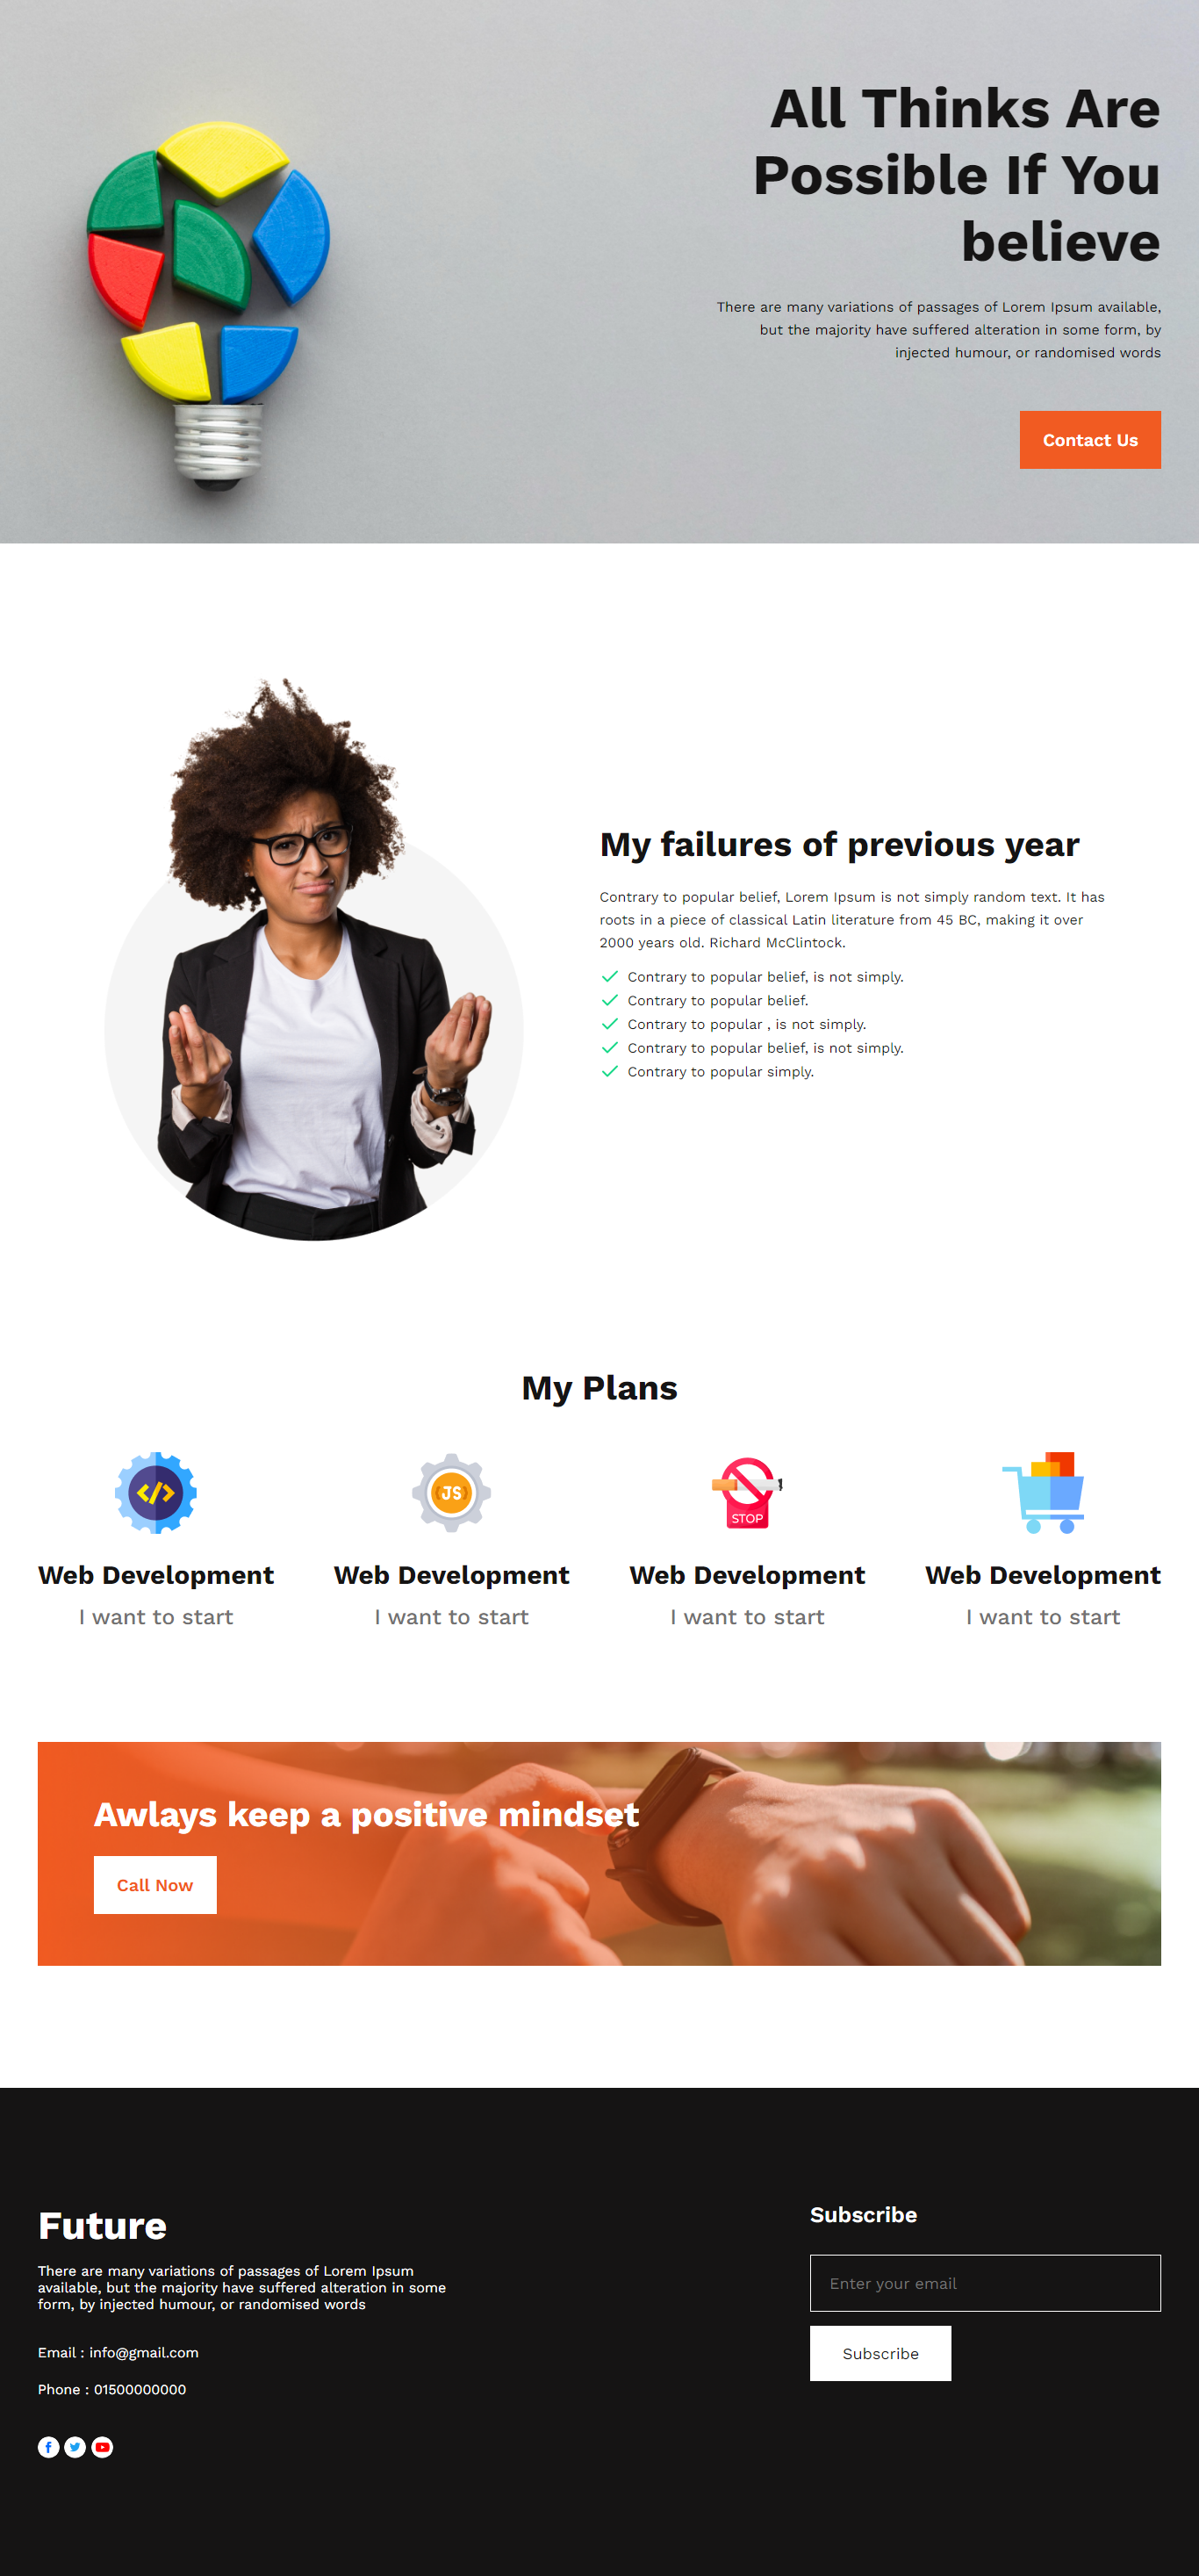 All Thinks Are
Possible If You
believe
There are many variations of passages of Lorem Ipsum available,
but the majority have suffered alteration in some form, by
injected humour, or randomised words
Contact Us
My failures of previous year
Contrary to popular belief, Lorem Ipsum is not simply random text. It has
roots in a piece of classical Latin literature from 45 BC, making it over
2000 years old. Richard McClintock.
Contrary to popular belief, is not simply.
Contrary to popular belief.
Contrary to popular , is not simply.
Contrary to popular belief, is not simply.
Contrary to popular simply.
My Plans
</>
{JS}
STOP
Web Development
I want to start
Web Development
I want to start
Web Development
I want to start
Web Development
I want to start
Awlays keep a positive mindset
Call Now
Future
There are many variations of passages of Lorem Ipsum
available, but the majority have suffered alteration in some
form, by injected humour, or randomised words
Email : info@gmail.com
Phone : 01500000000
Subscribe
Enter your email
Subscribe